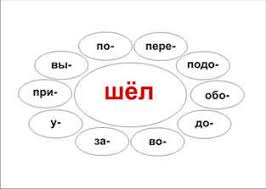 по- пере-
вы- подо-
при- шёл обо-
у- до-
за- во-